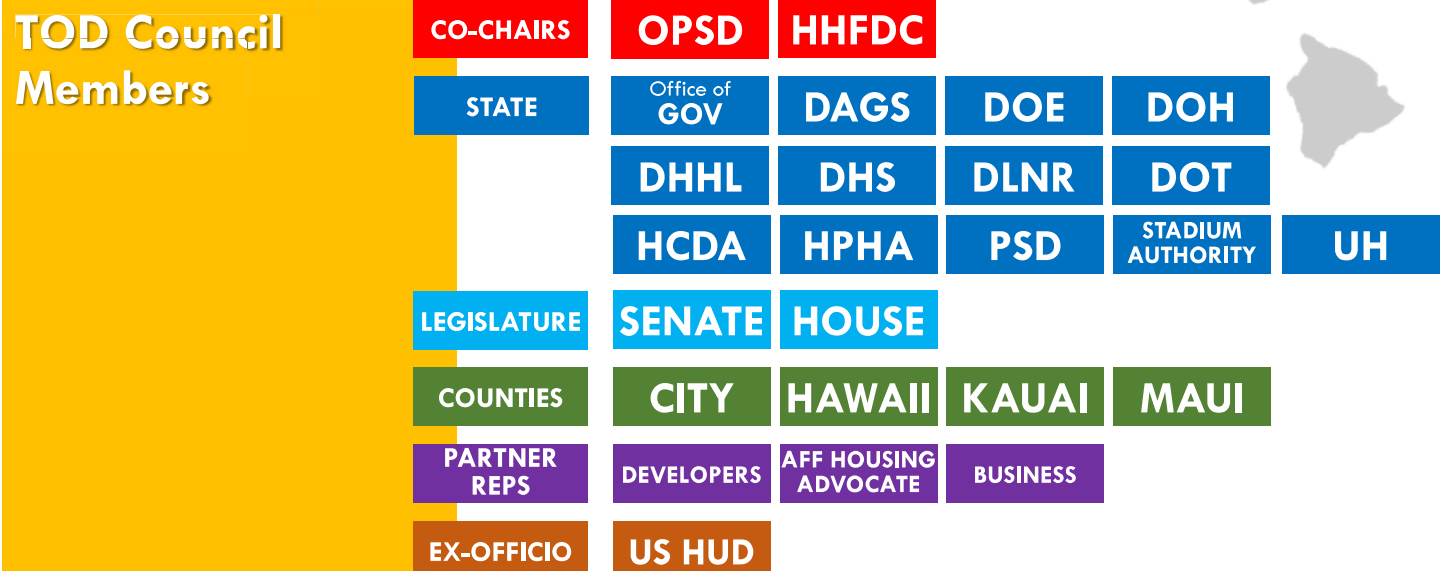 TOD Council
Members
CO-CHAIRS
OPSD
HHFDC
STATE
Office of
GOV
DAGS
DOE
DOH
DHHL
DHS
DLNR
DOT
HCDA
HPHA
PSD
STADIUM
AUTHORITY
UH
LEGISLATURE
SENATE
HOUSE
COUNTIES
CITY
HAWAII
KAUAI
MAUI
PARTNER
REPS
DEVELOPERS
AFF HOUSING
ADVOCATE
BUSINESS
EX-OFFICIO
US HUD